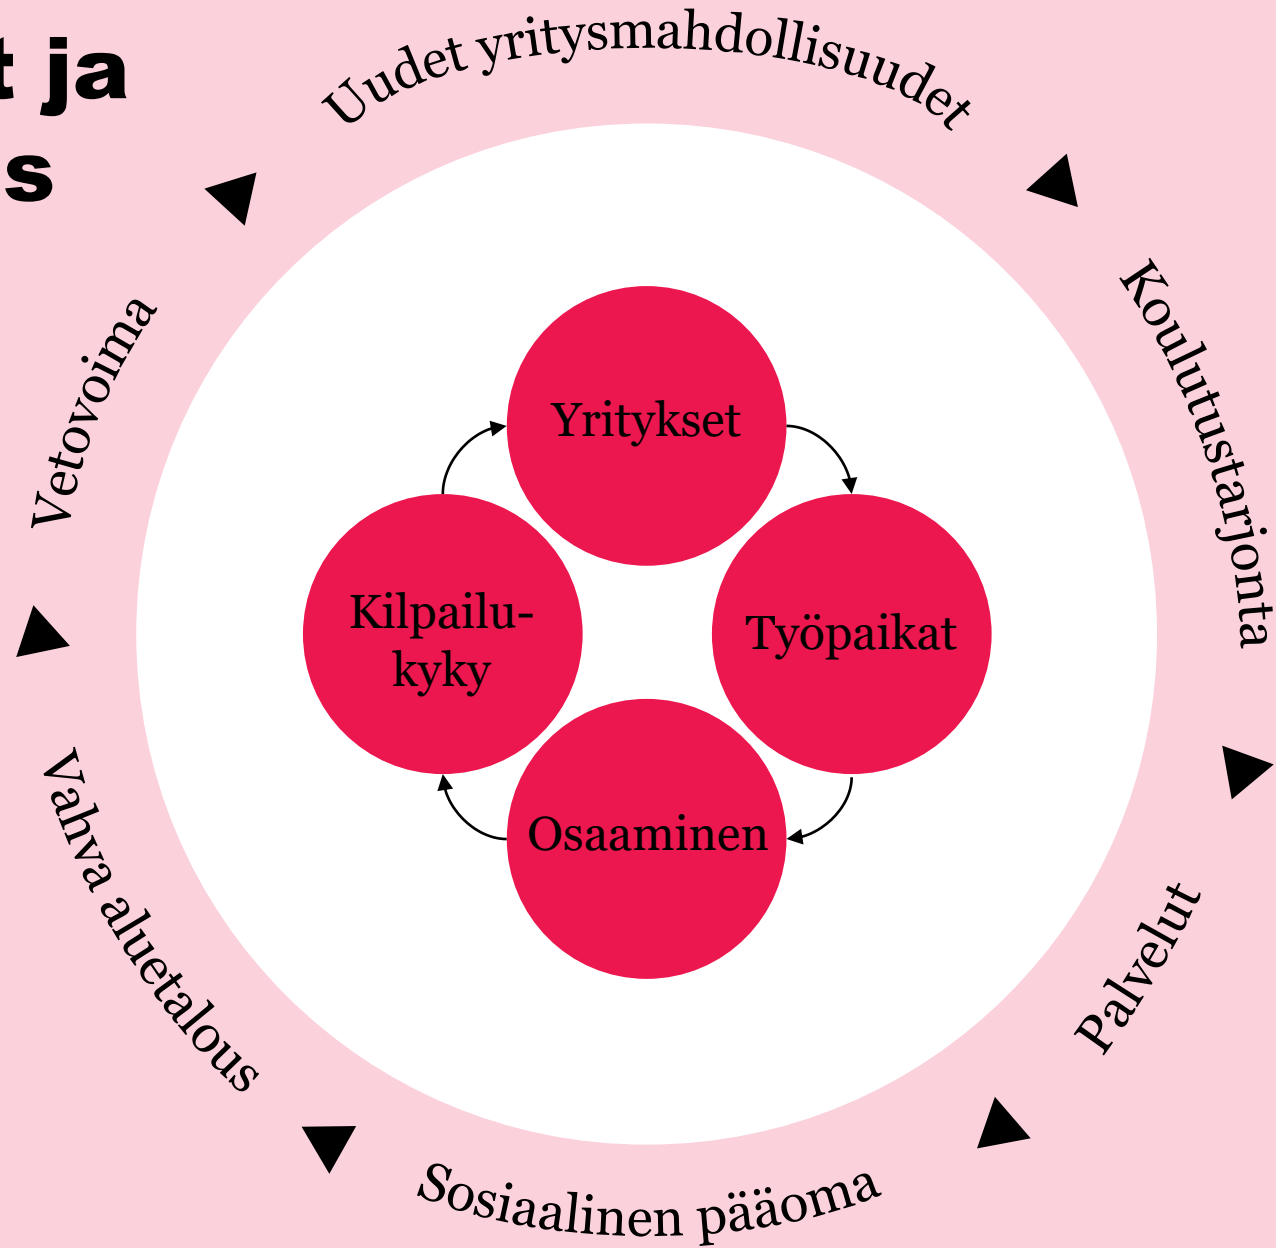 t ja
s
Uudet yritysmahdollisuudet
Koulutustarjonta
Palvelut
Sosiaalinen pääoma
Vahva aluetalous
Vetovoima
Yritykset
Työpaikat
Osaaminen
Kilpailu-
kyky